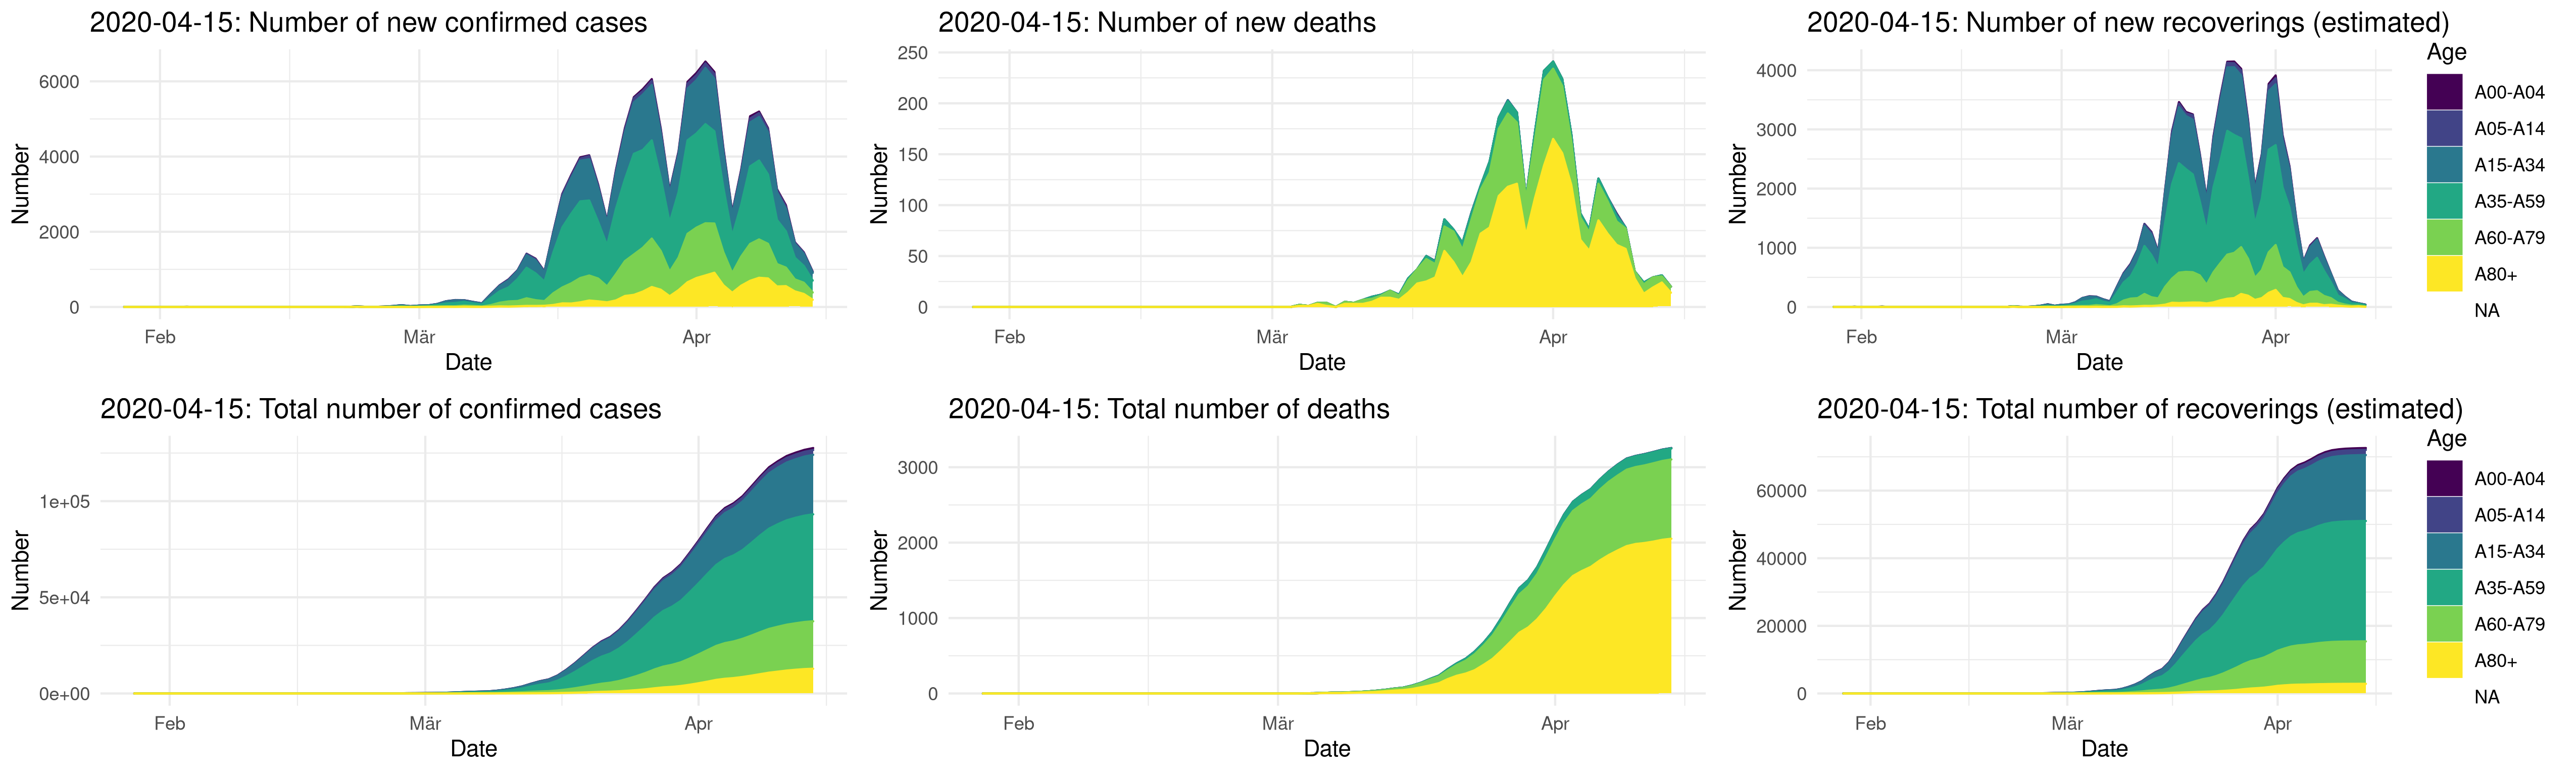 2020-04-15: Number of new confirmed cases
Number
6000
4000
2000
0
Feb
Mär
Apr
Date
2020-04-15: Number of new deaths
Number
250
200
150
100
50
0
Feb
Mär
Apr
Date
2020-04-15: Number of new recoverings (estimated)
Number
4000
3000
2000
1000
0
Feb
Mär
Apr
Date
Age
A00-A04
A05-A14
A15-A34
A35-A59
A60-A79
A80+
NA
2020-04-15: Total number of confirmed cases
Number
1e+05
5e+04
0e+00
Feb
Mär
Apr
Date
2020-04-15: Total number of deaths
Number
3000
2000
1000
0
Feb
Mär
Apr
Date
2020-04-15: Total number of recoverings (estimated)
Number
60000
40000
20000
0
Feb
Mär
Apr
Date
Age
A00-A04
A05-A14
A15-A34
A35-A59
A60-A79
A80+
NA